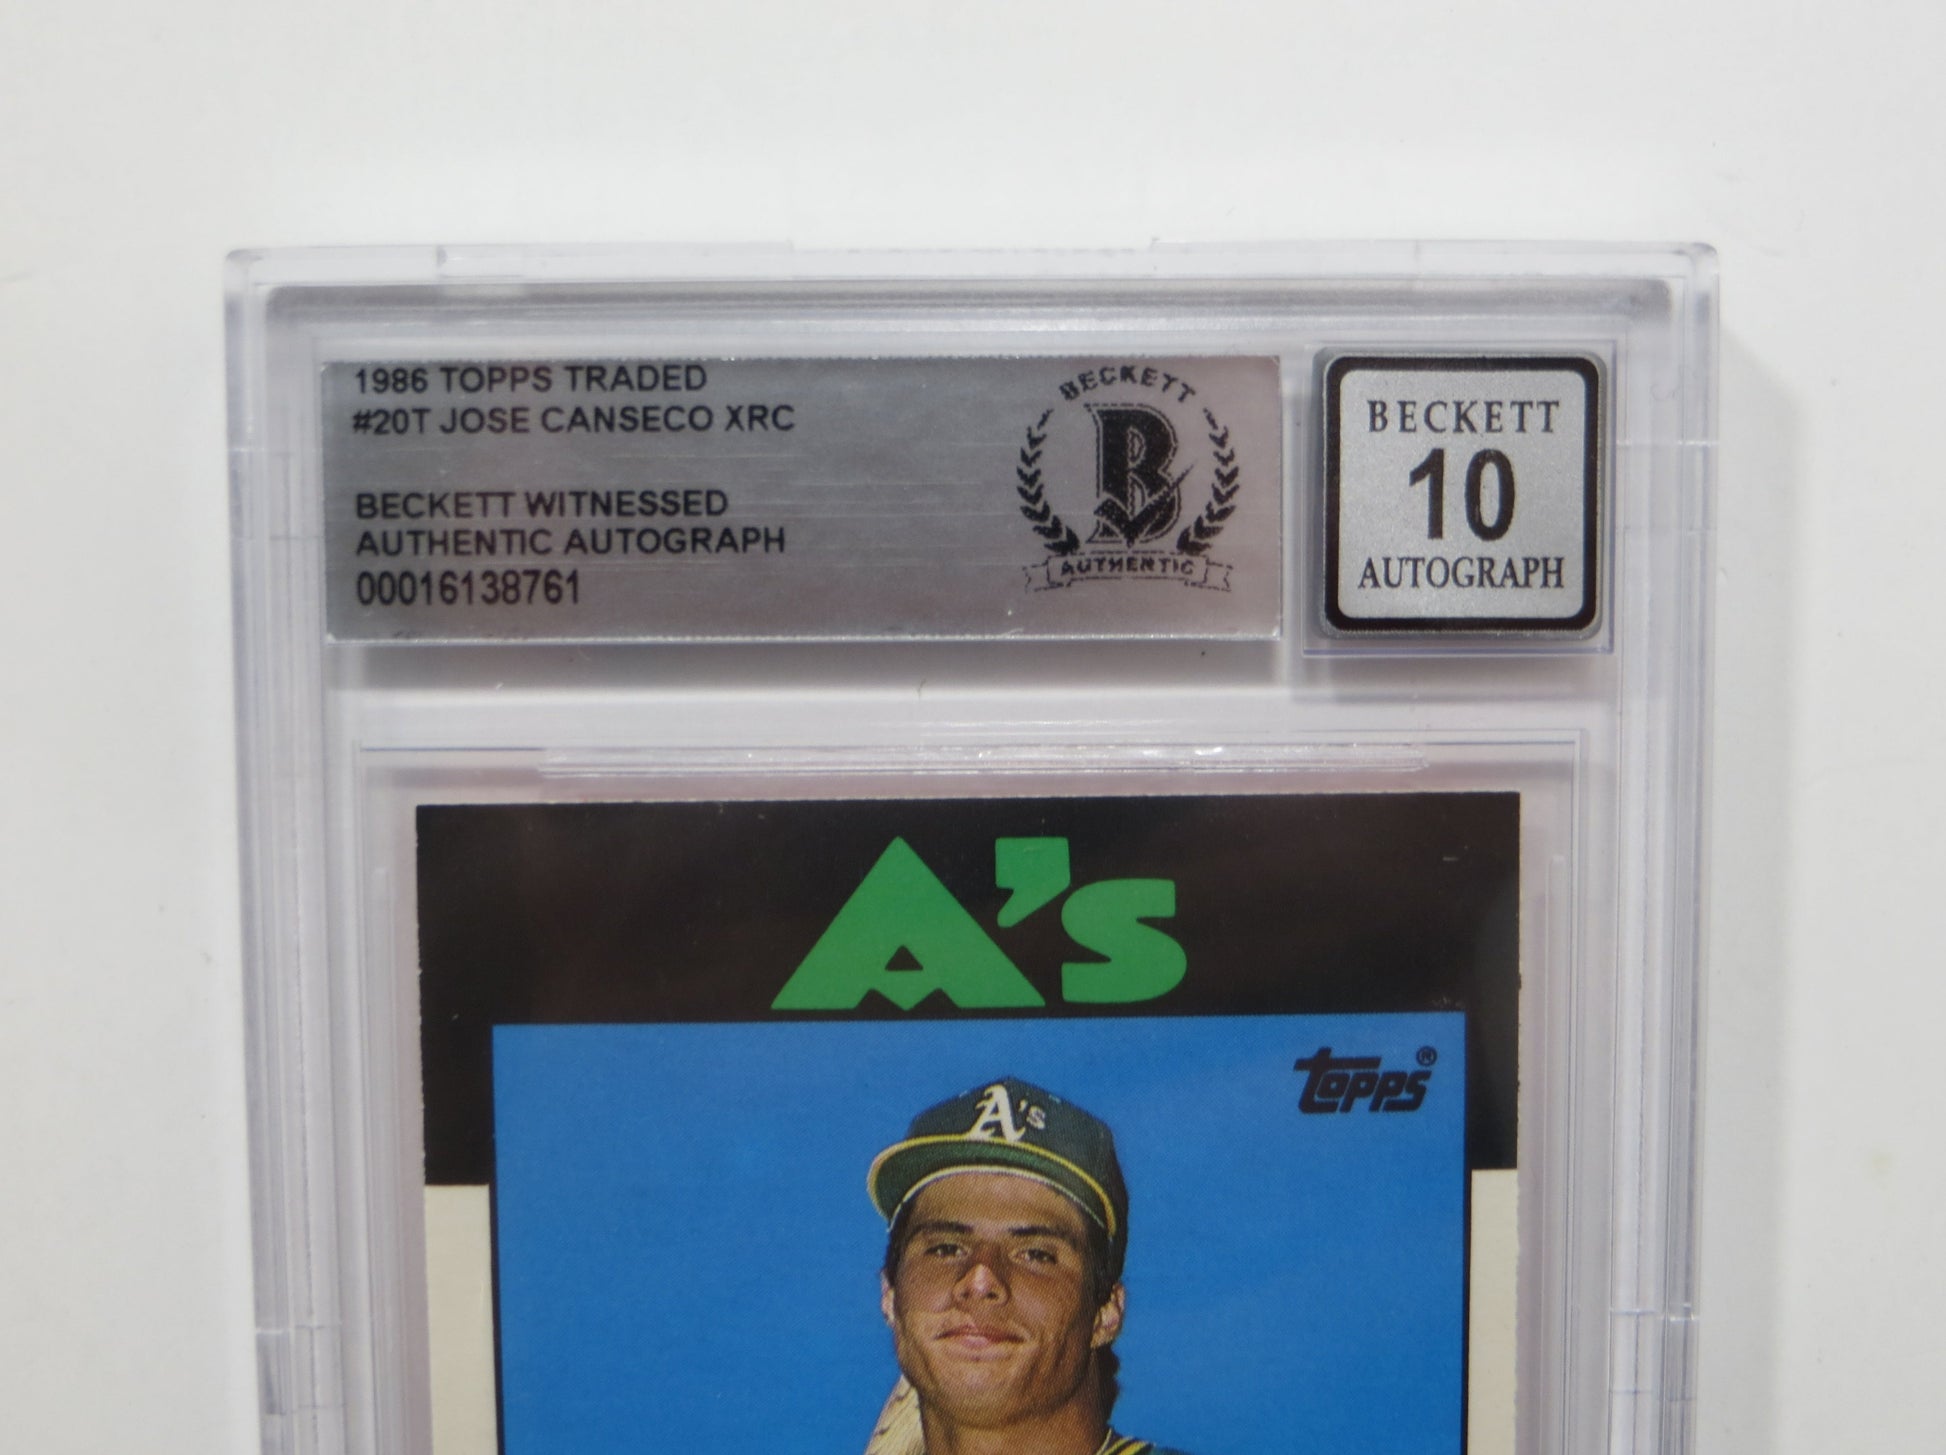 1986 TOPPS TRADED
#20T JOSE CANSECO XRC
BECKETT WITNESSED
AUTHENTIC AUTOGRAPH
00016138761
BECKETT
B
AUTHENTIC
BECKETT
10
AUTOGRAPH
A's
topps®
A's